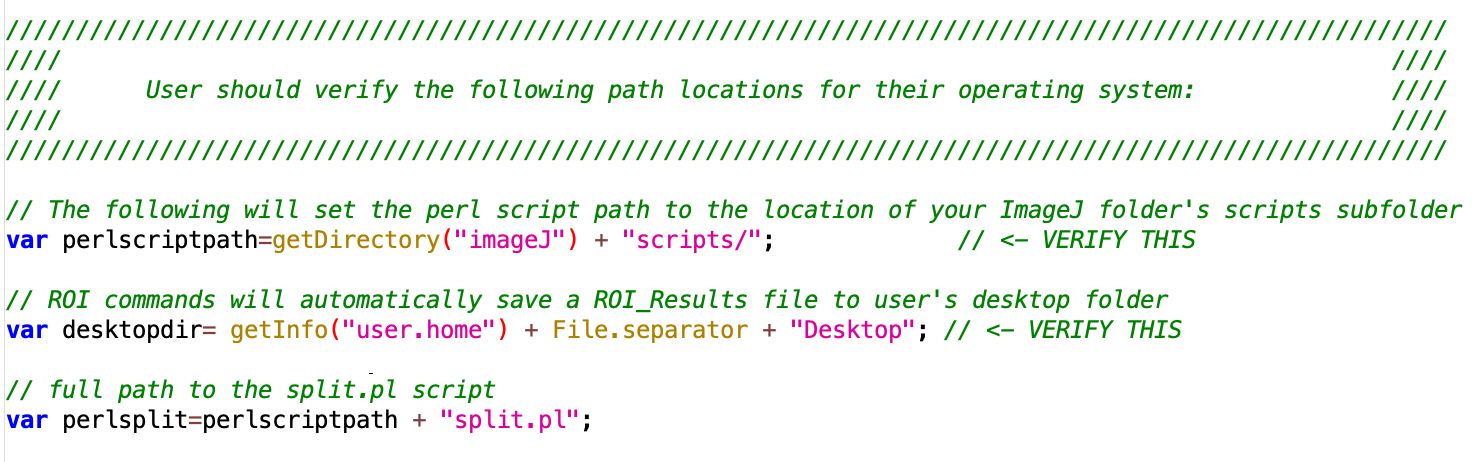 ///////////////////////////////////////////////////////////////////////////////////////////////////////
////                                                                                               ////
////      User should verify the following path locations for their operating system:              ////
////                                                                                               ////
///////////////////////////////////////////////////////////////////////////////////////////////////////
// The following will set the perl script path to the location of your ImageJ folder's scripts subfolder
var perlscriptpath=getDirectory("imageJ") + "scripts/";             // <- VERIFY THIS
// ROI commands will automatically save a ROI_Results file to user's desktop folder
var desktopdir= getInfo("user.home") + File.separator + "Desktop"; // <- VERIFY THIS
// full path to the split.pl script
var perlsplit=perlscriptpath + "split.pl";